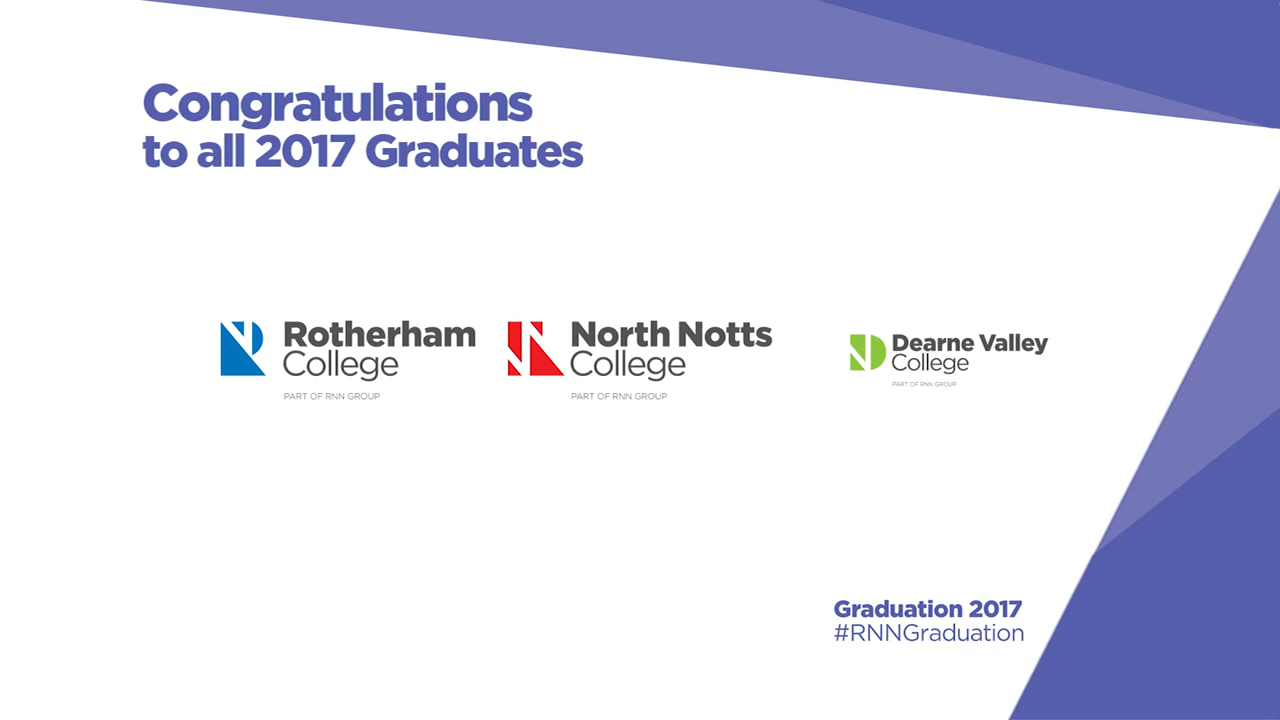 Congratulations
to all 2017 Graduates
Rotherham
College
PART OF RNN GROUP
North Notts
College
PART OF RNN GROUP
Dearne Valley
College
PART OF RNN GROUP
Graduation 2017
#RNNGraduation